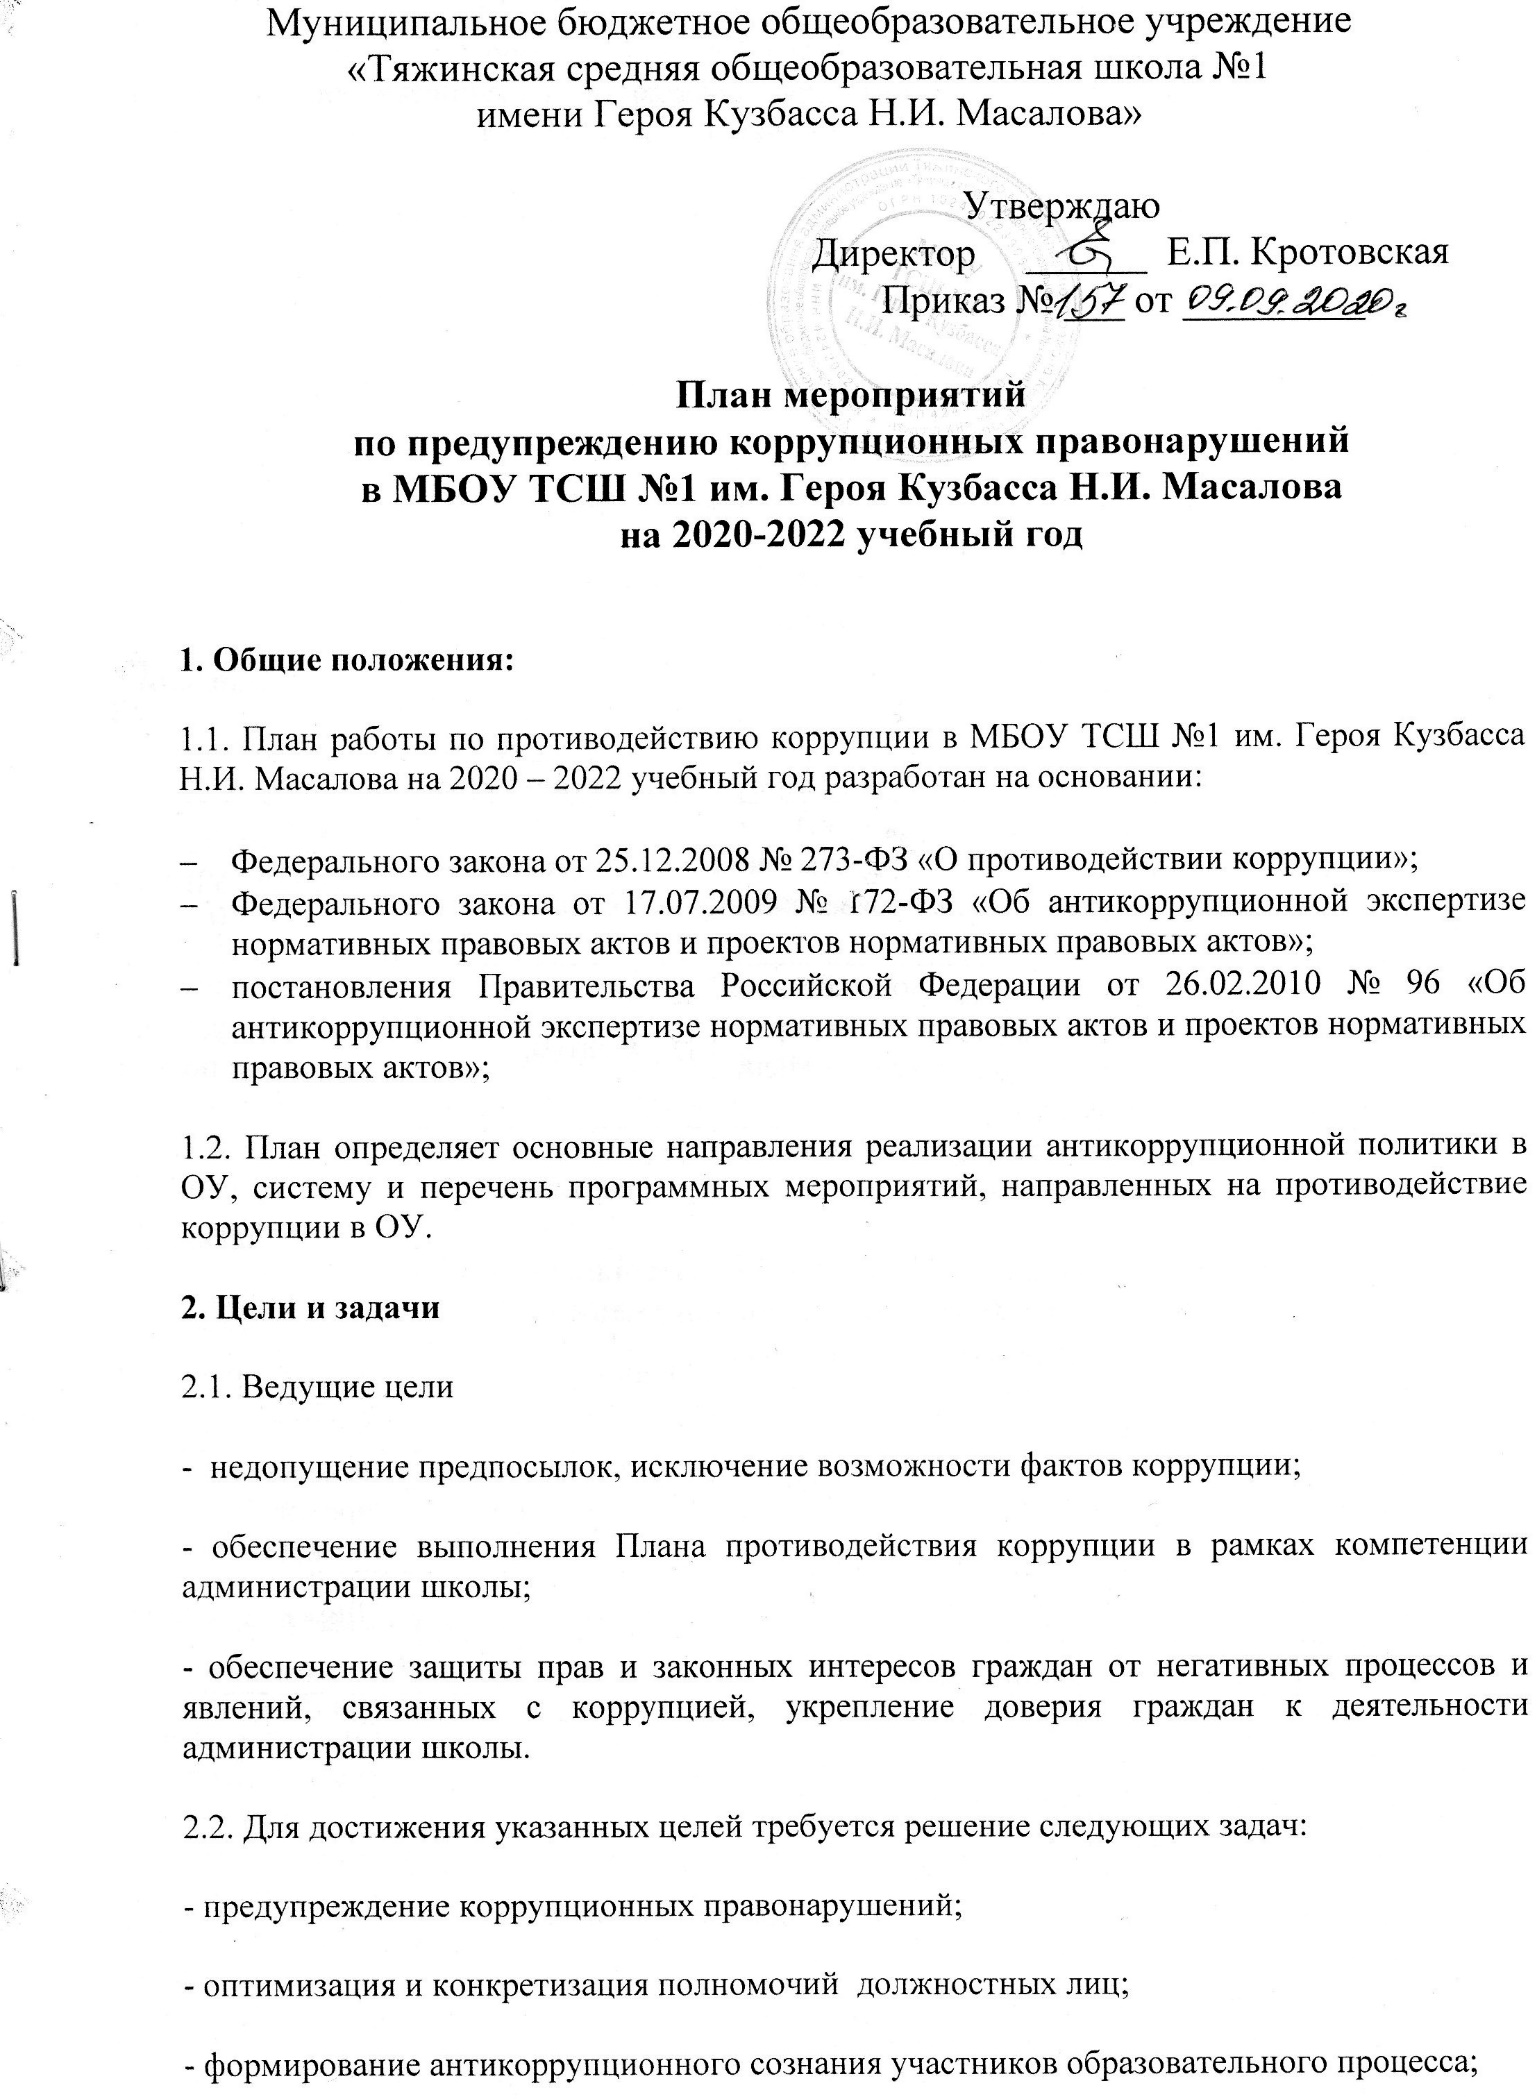 Муниципальное бюджетное общеобразовательное учреждение
«Тяжинская средняя общеобразовательная школа №1
имени Героя Кузбасса Н.И. Масалова»
Утверждаю
Директор ______ Е.П. Кротовская
Приказ № 157 от 09.09.2020 г
План мероприятий
по предупреждению коррупционных правонарушений
в МБОУ ТСШ №1 им. Героя Кузбасса Н.И. Масалова
на 2020-2022 учебный год
1. Общие положения:
1.1. План работы по противодействию коррупции в МБОУ ТСШ №1 им. Героя Кузбасса
Н.И. Масалова на 2020 – 2022 учебный год разработан на основании:
– Федерального закона от 25.12.2008 № 273-ФЗ «О противодействии коррупции»;
– Федерального закона от 17.07.2009 № 172-ФЗ «Об антикоррупционной экспертизе
нормативных правовых актов и проектов нормативных правовых актов»;
– постановления Правительства Российской Федерации от 26.02.2010 № 96 «Об
антикоррупционной экспертизе нормативных правовых актов и проектов нормативных
правовых актов»;
1.2. План определяет основные направления реализации антикоррупционной политики в
ОУ, систему и перечень программных мероприятий, направленных на противодействие
коррупции в ОУ.
2. Цели и задачи
2.1. Ведущие цели
- недопущение предпосылок, исключение возможности фактов коррупции;
- обеспечение выполнения Плана противодействия коррупции в рамках компетенции
администрации школы;
- обеспечение защиты прав и законных интересов граждан от негативных процессов и
явлений, связанных с коррупцией, укрепление доверия граждан к деятельности
администрации школы.
2.2. Для достижения указанных целей требуется решение следующих задач:
- предупреждение коррупционных правонарушений;
- оптимизация и конкретизация полномочий должностных лиц;
- формирование антикоррупционного сознания участников образовательного процесса;